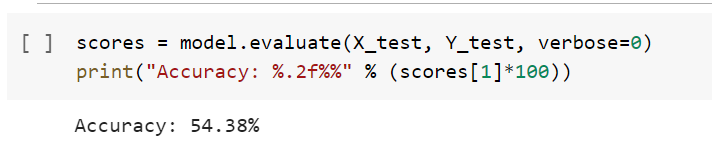 [ ] scores = model.evaluate(X_test, Y_test, verbose=0)
print("Accuracy: %.2f%%" % (scores[1]*100))
Accuracy: 54.38%